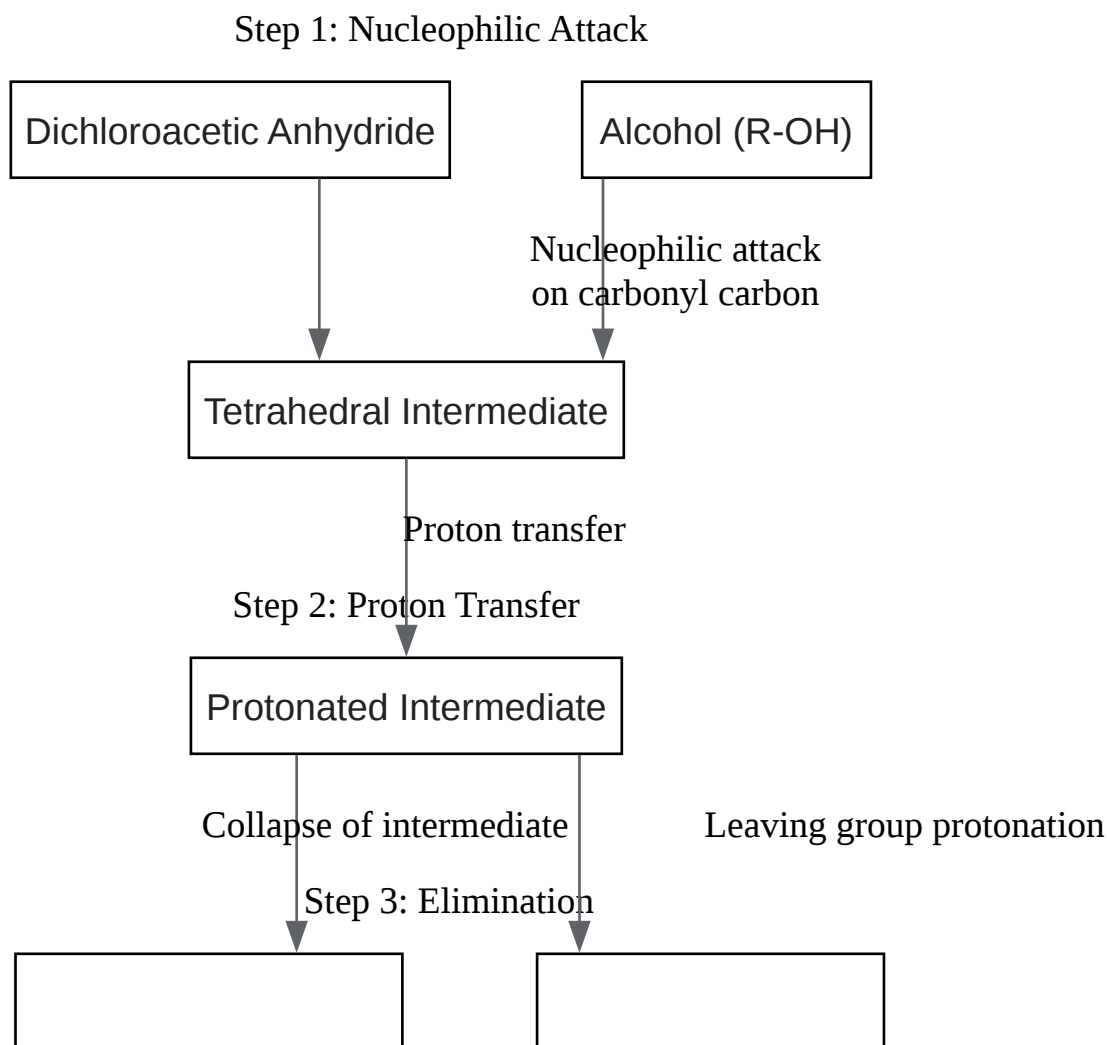 Step 1: Nucleophilic Attack
Dichloroacetic Anhydride
Alcohol (R-OH)
Nucleophilic attack
on carbonyl carbon
Tetrahedral Intermediate
Proton transfer
Step 2: Proton Transfer
Protonated Intermediate
Collapse of intermediate
Leaving group protonation
Step 3: Elimination